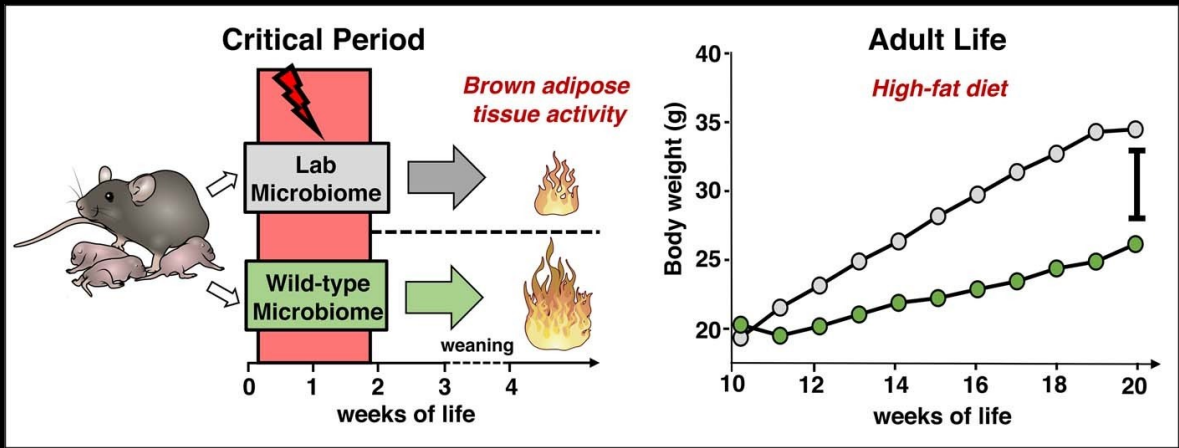 Critical Period
Lab
Microbiome
Wild-type
Microbiome
Brown adipose
tissue activity
weaning
0 1 2 3 4
weeks of life
Adult Life
High-fat diet
Body weight (g)
40
35
30
25
20
10 12 14 16 18 20
weeks of life